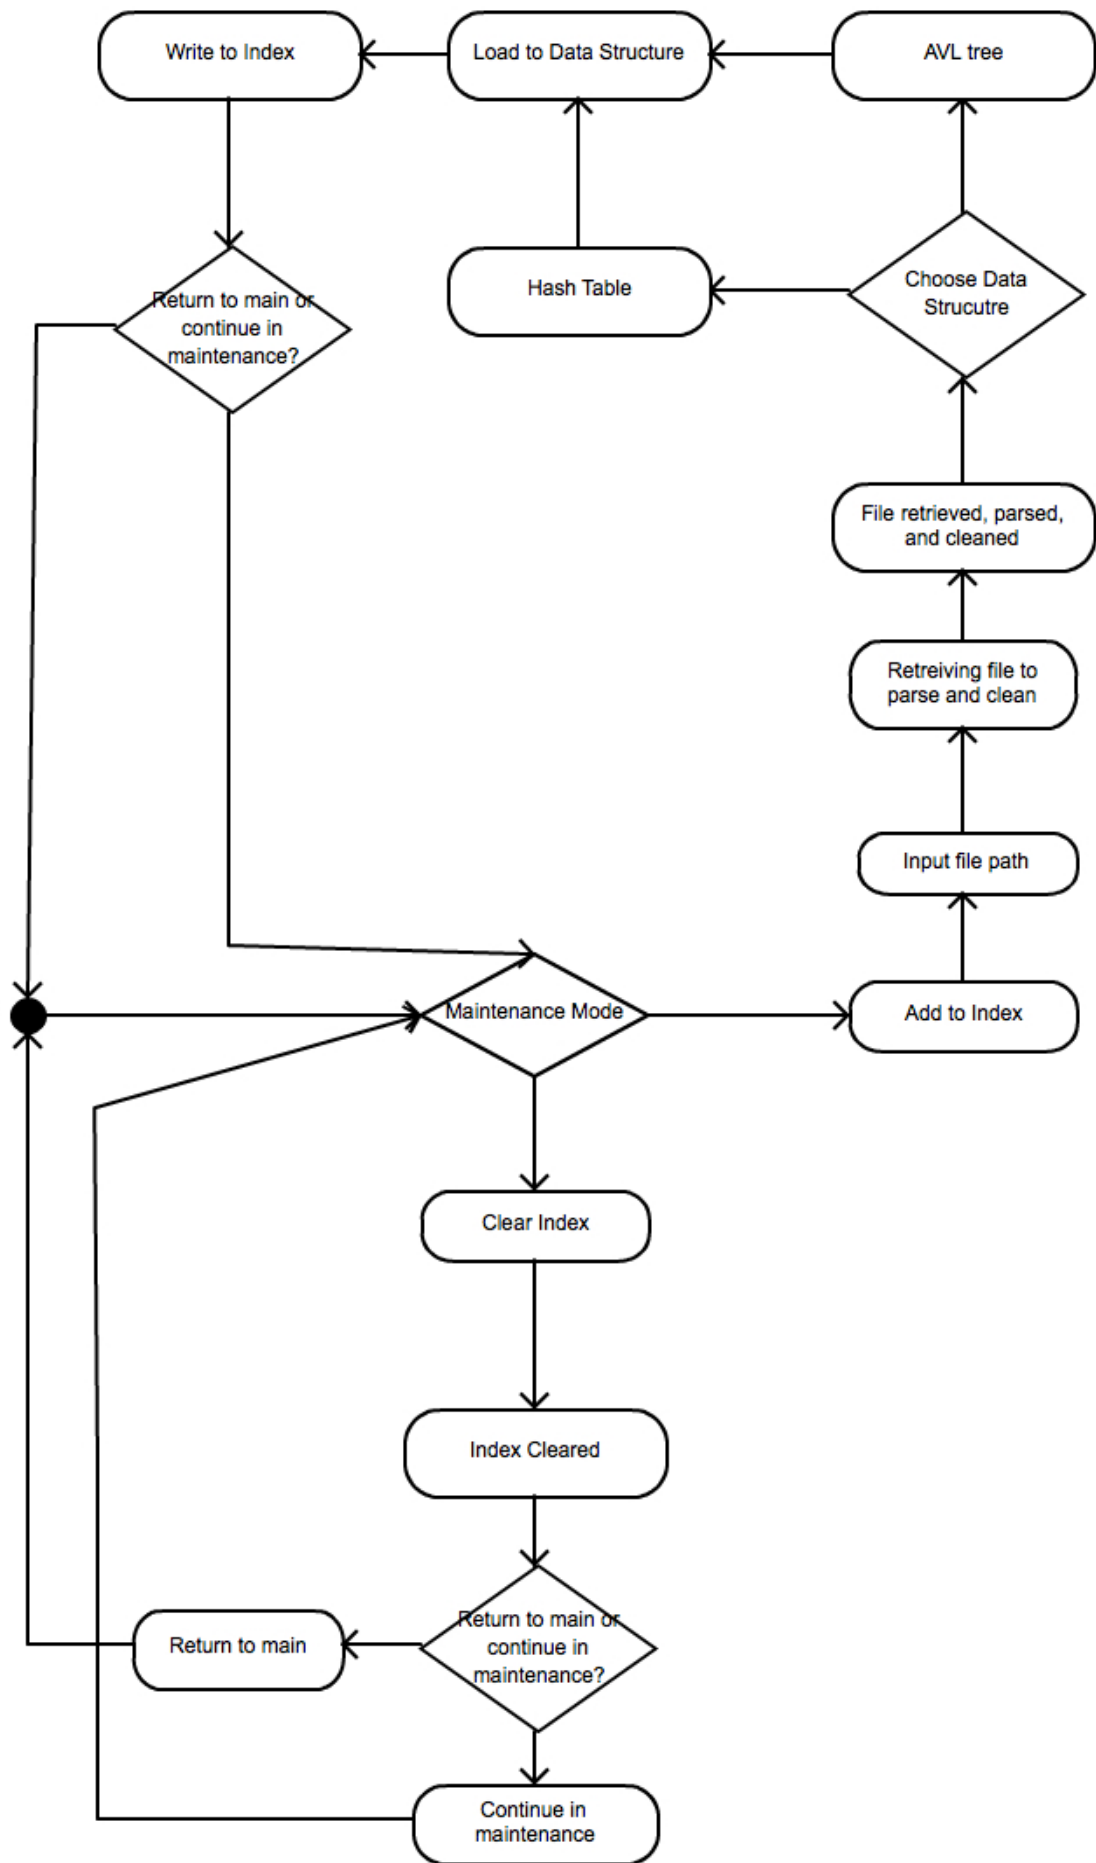 Write to Index
Load to Data Structure
AVL tree
Return to main or
continue in
maintenance?
Hash Table
Choose Data
Strucutre
File retrieved, parsed,
and cleaned
Retreiving file to
parse and clean
Input file path
Maintenance Mode
Add to Index
Clear Index
Index Cleared
Return to main
Return to main or
continue in
maintenance?
Continue in
maintenance